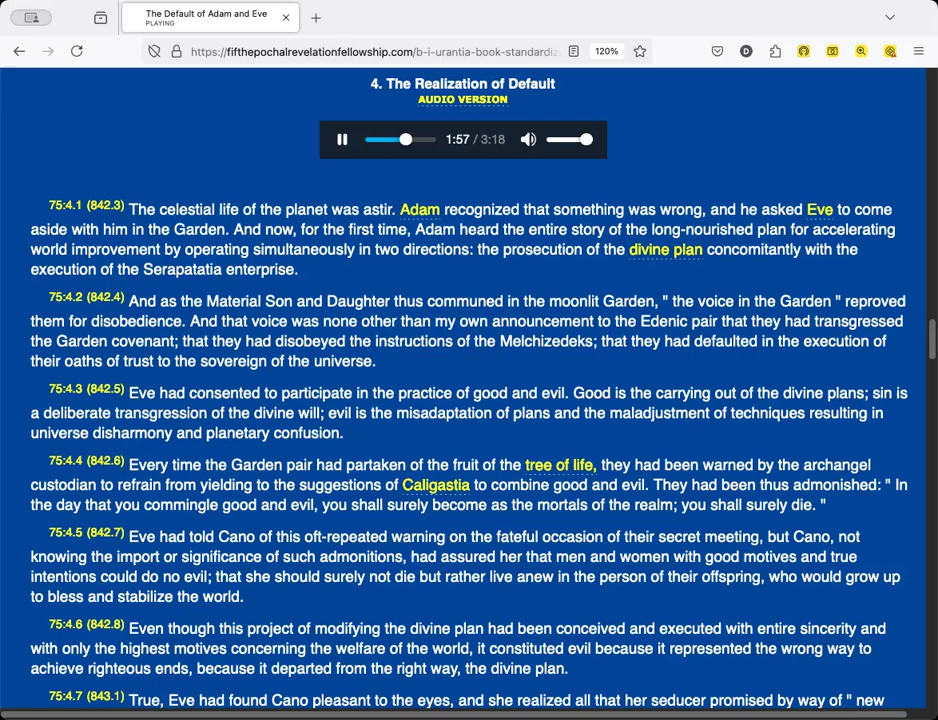 The Default of Adam and Eve
PLAYING
https://fifthepochalrevelationfellowship.com/b-i-urantia-book-standardiz
120%
4. The Realization of Default
AUDIO VERSION
1:57 / 3:18
75:4.1 (842.3) The celestial life of the planet was astir. Adam recognized that something was wrong, and he asked Eve to come
aside with him in the Garden. And now, for the first time, Adam heard the entire story of the long-nourished plan for accelerating
world improvement by operating simultaneously in two directions: the prosecution of the divine plan concomitantly with the
execution of the Serapatatia enterprise.
75:4.2 (842.4) And as the Material Son and Daughter thus communed in the moonlit Garden, " the voice in the Garden " reproved
them for disobedience. And that voice was none other than my own announcement to the Edenic pair that they had transgressed
the Garden covenant; that they had disobeyed the instructions of the Melchizedeks; that they had defaulted in the execution of
their oaths of trust to the sovereign of the universe.
75:4.3 (842.5) Eve had consented to participate in the practice of good and evil. Good is the carrying out of the divine plans; sin is
a deliberate transgression of the divine will; evil is the misadaptation of plans and the maladjustment of techniques resulting in
universe disharmony and planetary confusion.
75:4.4 (842.6) Every time the Garden pair had partaken of the fruit of the tree of life, they had been warned by the archangel
custodian to refrain from yielding to the suggestions of Caligastia to combine good and evil. They had been thus admonished: " In
the day that you commingle good and evil, you shall surely become as the mortals of the realm; you shall surely die. "
75:4.5 (842.7) Eve had told Cano of this oft-repeated warning on the fateful occasion of their secret meeting, but Cano, not
knowing the import or significance of such admonitions, had assured her that men and women with good motives and true
intentions could do no evil; that she should surely not die but rather live anew in the person of their offspring, who would grow up
to bless and stabilize the world.
75:4.6 (842.8) Even though this project of modifying the divine plan had been conceived and executed with entire sincerity and
with only the highest motives concerning the welfare of the world, it constituted evil because it represented the wrong way to
achieve righteous ends, because it departed from the right way, the divine plan.
75:4.7 (843.1) True, Eve had found Cano pleasant to the eyes, and she realized all that her seducer promised by way of " new